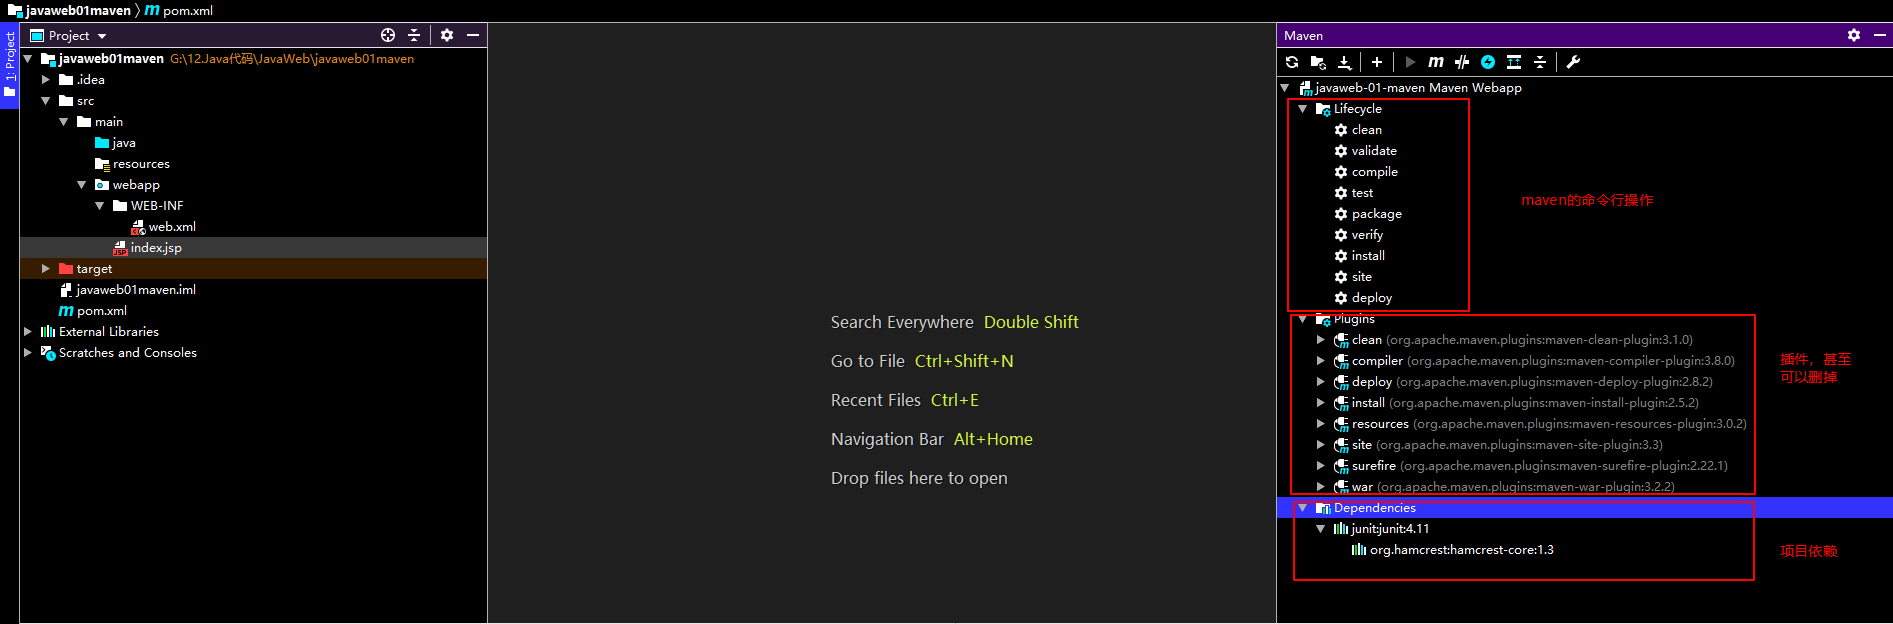 javaweb01maven 〉 m pom.xml
1: Project
Project
javaweb01maven G:\12.Java代码\JavaWeb\javaweb01maven
.idea
src
main
java
resources
webapp
WEB-INF
web.xml
index.jsp
target
javaweb01maven.iml
pom.xml
External Libraries
Scratches and Consoles
Search Everywhere Double Shift
Go to File Ctrl+Shift+N
Recent Files Ctrl+E
Navigation Bar Alt+Home
Drop files here to open
Maven
javaweb-01-maven Maven Webapp
Lifecycle
clean
validate
compile
test
package
verify
install
site
deploy
maven的命令行操作
Plugins
clean (org.apache.maven.plugins:maven-clean-plugin:3.1.0)
compiler (org.apache.maven.plugins:maven-compiler-plugin:3.8.0)
deploy (org.apache.maven.plugins:maven-deploy-plugin:2.8.2)
install (org.apache.maven.plugins:maven-install-plugin:2.5.2)
resources (org.apache.maven.plugins:maven-resources-plugin:3.0.2)
site (org.apache.maven.plugins:maven-site-plugin:3.3)
surefire (org.apache.maven.plugins:maven-surefire-plugin:2.22.1)
war (org.apache.maven.plugins:maven-war-plugin:3.2.2)
插件，甚至
可以删掉
Dependencies
junit:junit:4.11
org.hamcrest:hamcrest-core:1.3
项目依赖